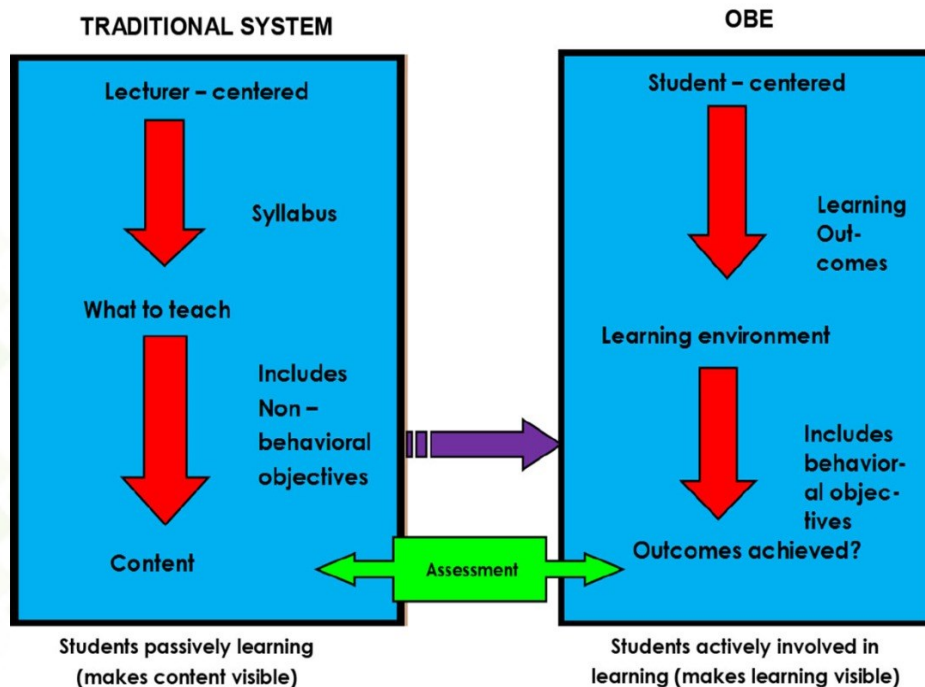 TRADITIONAL SYSTEM
Lecturer – centered
Syllabus
What to teach
Includes
Non –
behavioral
objectives
Content
Students passively learning
(makes content visible)
Assessment
OBE
Student – centered
Learning
Out-
comes
Learning environment
Includes
behavior-
al objec-
tives
Outcomes achieved?
Students actively involved in
learning (makes learning visible)